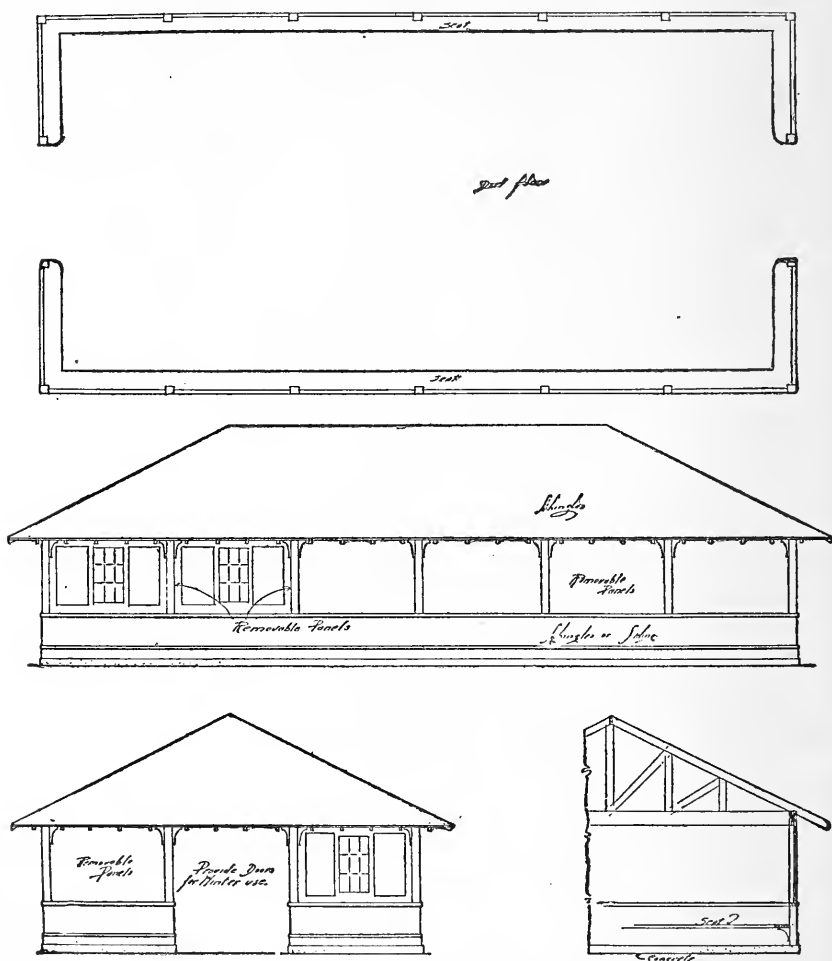 Seat
Dirt floor
Seat
Shingles
Removable
Panels
Removable Panels
Shingles or Siding
Removable
Panels
Provide Doors
for Winter use.
Seat
Concrete